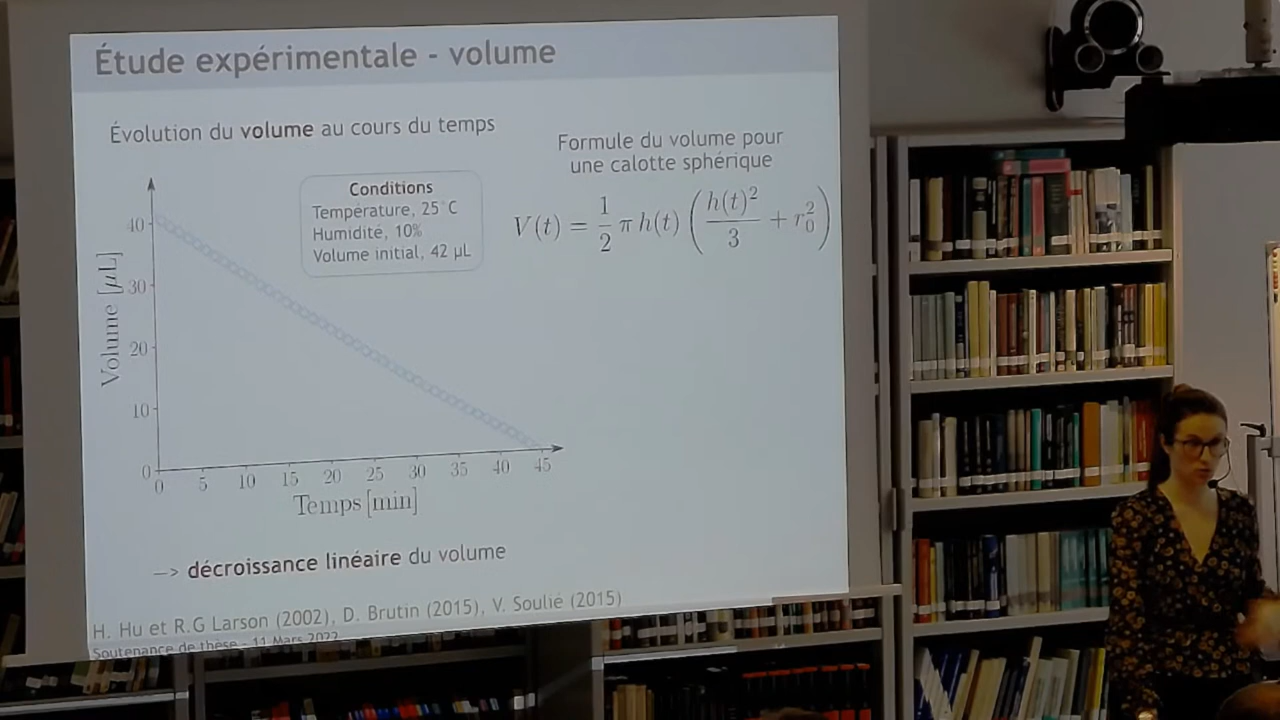 Étude expérimentale - volume
Évolution du volume au cours du temps
Formule du volume pour
une calotte sphérique
V(t) = 1/2 π h(t) ( h(t)²/3 + r₀² )
Conditions
Température, 25°C
Humidité, 10%
Volume initial, 42 µL
Volume [µL]
40
30
20
10
0
0 5 10 15 20 25 30 35 40 45
Temps [min]
—> décroissance linéaire du volume
H. Hu et R.G Larson (2002), D. Brutin (2015), V. Soulié (2015)
Soutenance de thèse - 11 Mars 2022